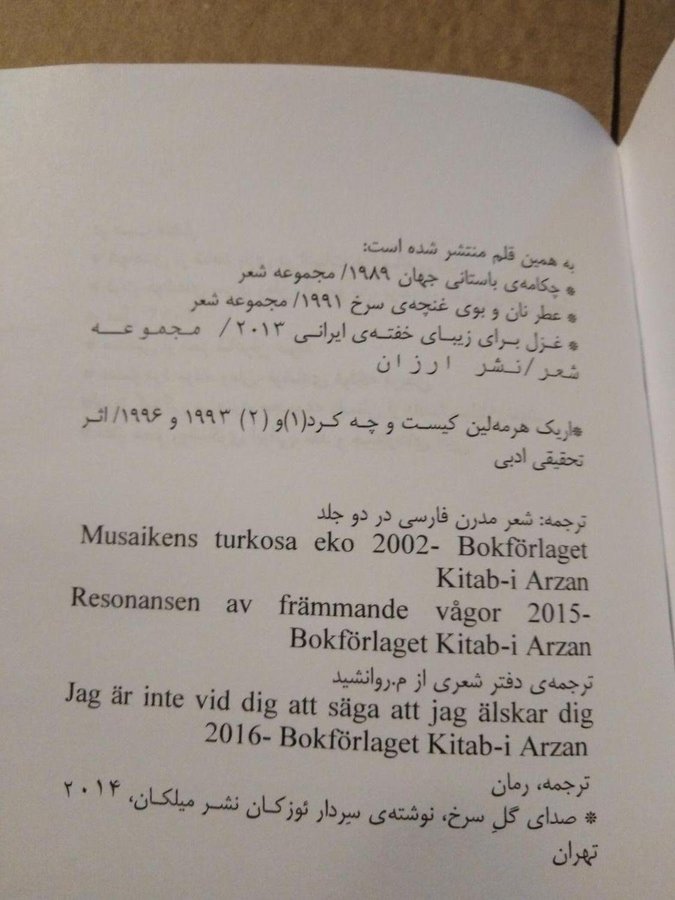 به همین قلم منتشر شده است:
* چکامه‌ی باستانی جهان ۱۹۸۹/ مجموعه شعر
* عطر نان و بوی غنچه‌ی سرخ ۱۹۹۱/ مجموعه شعر
* غزل برای زیبای خفته‌ی ایرانی ۲۰۱۳/ مجموعه
شعر/نشر ارزان
*اریک هرمه‌لین کیست و چه کرد(۱)و (۲) ۱۹۹۳ و ۱۹۹۶/ اثر
تحقیقی ادبی
ترجمه: شعر مدرن فارسی در دو جلد
Musaikens turkosa eko 2002- Bokförlaget
Kitab-i Arzan
Resonansen av främmande vågor 2015-
Bokförlaget Kitab-i Arzan
ترجمه‌ی دفتر شعری از م.روانشید
Jag är inte vid dig att säga att jag älskar dig
2016- Bokförlaget Kitab-i Arzan
ترجمه، رمان
* صدای گلِ سرخ، نوشته‌ی سِردار ئوزکان نشر میلکان، ۲۰۱۴
تهران